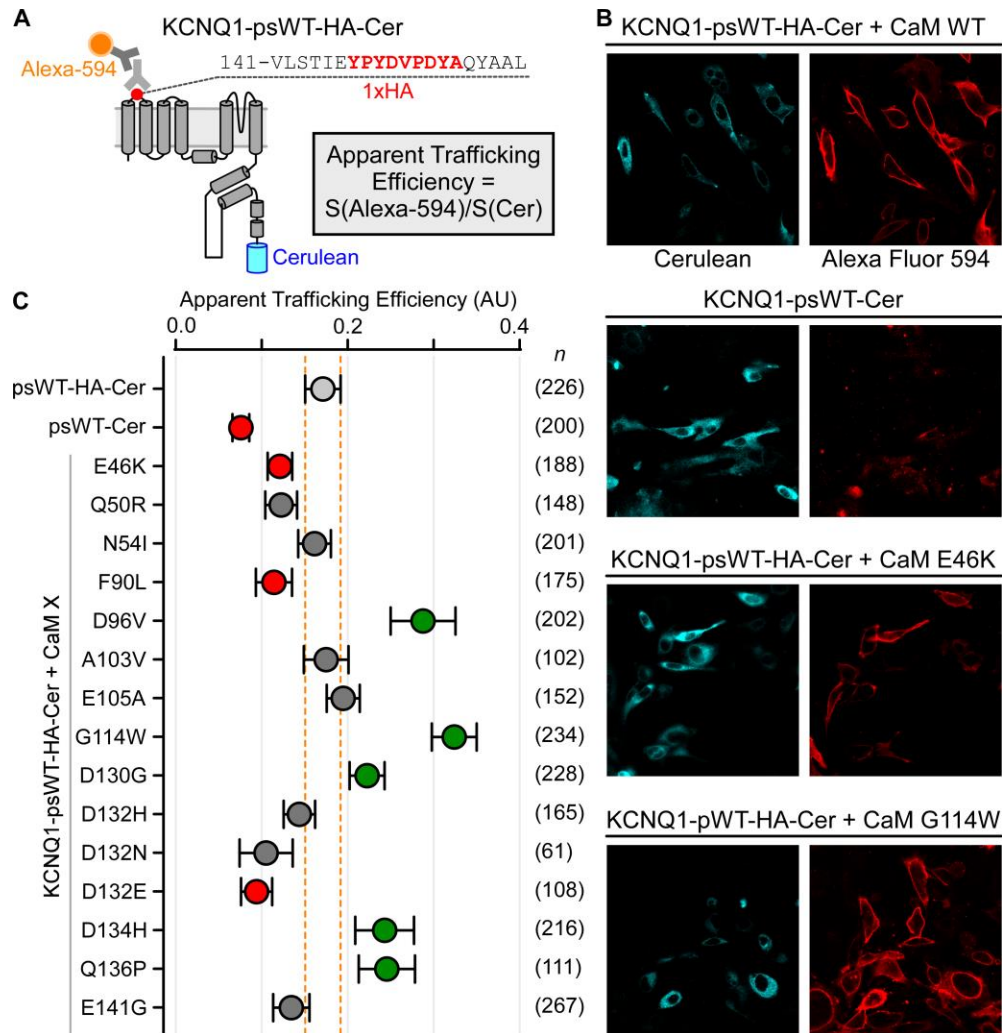 A
KCNQ1-psWT-HA-Cer
Alexa-594
141-VLSTIEYPYDVPDYAQYAAL
1xHA
Apparent Trafficking
Efficiency =
S(Alexa-594)/S(Cer)
Cerulean
B
KCNQ1-psWT-HA-Cer + CaM WT
Cerulean
Alexa Fluor 594
KCNQ1-psWT-Cer
KCNQ1-psWT-HA-Cer + CaM E46K
KCNQ1-pWT-HA-Cer + CaM G114W
C
Apparent Trafficking Efficiency (AU)
0.0 0.2 0.4
n
psWT-HA-Cer (226)
psWT-Cer (200)
KCNQ1-psWT-HA-Cer + CaM X
E46K (188)
Q50R (148)
N54I (201)
F90L (175)
D96V (202)
A103V (102)
E105A (152)
G114W (234)
D130G (228)
D132H (165)
D132N (61)
D132E (108)
D134H (216)
Q136P (111)
E141G (267)